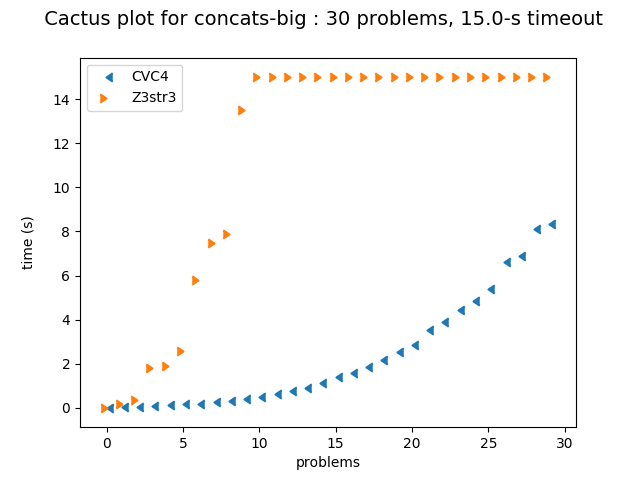 Cactus plot for concats-big : 30 problems, 15.0-s timeout
CVC4
Z3str3
time (s)
14
12
10
8
6
4
2
0
0 5 10 15 20 25 30
problems